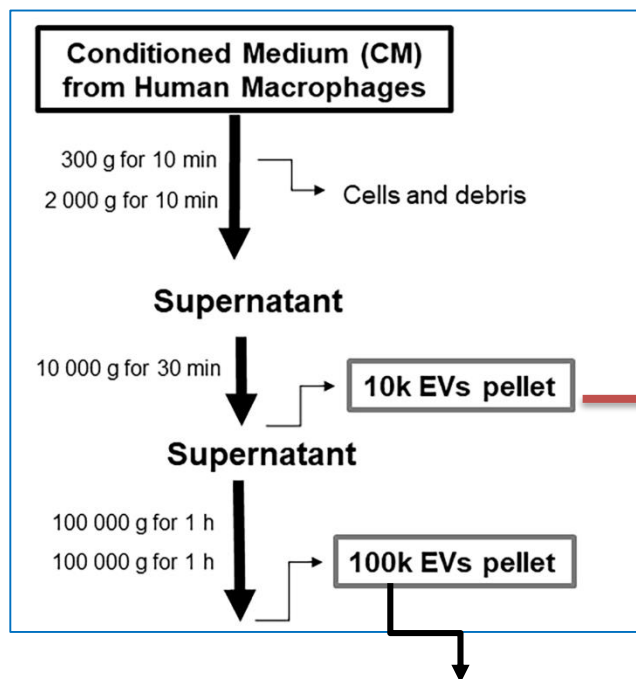 Conditioned Medium (CM)
from Human Macrophages
300 g for 10 min
2 000 g for 10 min
Cells and debris
Supernatant
10 000 g for 30 min
10k EVs pellet
Supernatant
100 000 g for 1 h
100 000 g for 1 h
100k EVs pellet